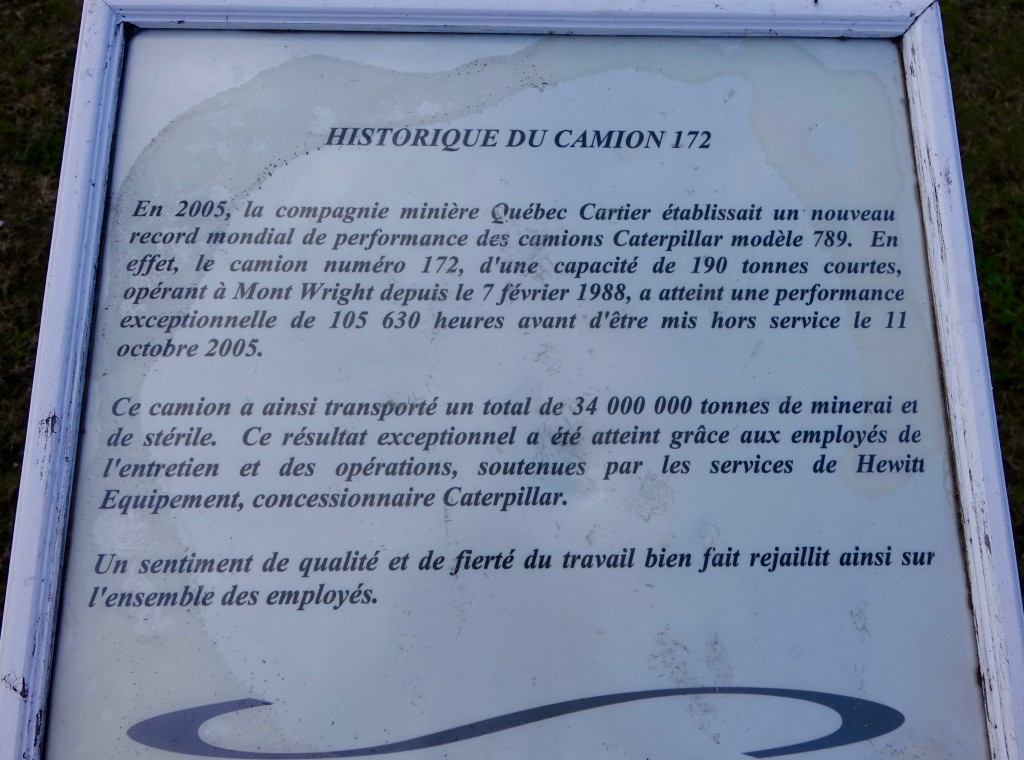 HISTORIQUE DU CAMION 172
En 2005, la compagnie minière Québec Cartier établissait un nouveau
record mondial de performance des camions Caterpillar modèle 789. En
effet, le camion numéro 172, d'une capacité de 190 tonnes courtes,
opérant à Mont Wright depuis le 7 février 1988, a atteint une performance
exceptionnelle de 105 630 heures avant d'être mis hors service le 11
octobre 2005.
Ce camion a ainsi transporté un total de 34 000 000 tonnes de minerai et
de stérile. Ce résultat exceptionnel a été atteint grâce aux employés de
l'entretien et des opérations, soutenues par les services de Hewitt
Equipement, concessionnaire Caterpillar.
Un sentiment de qualité et de fierté du travail bien fait rejaillit ainsi sur
l'ensemble des employés.